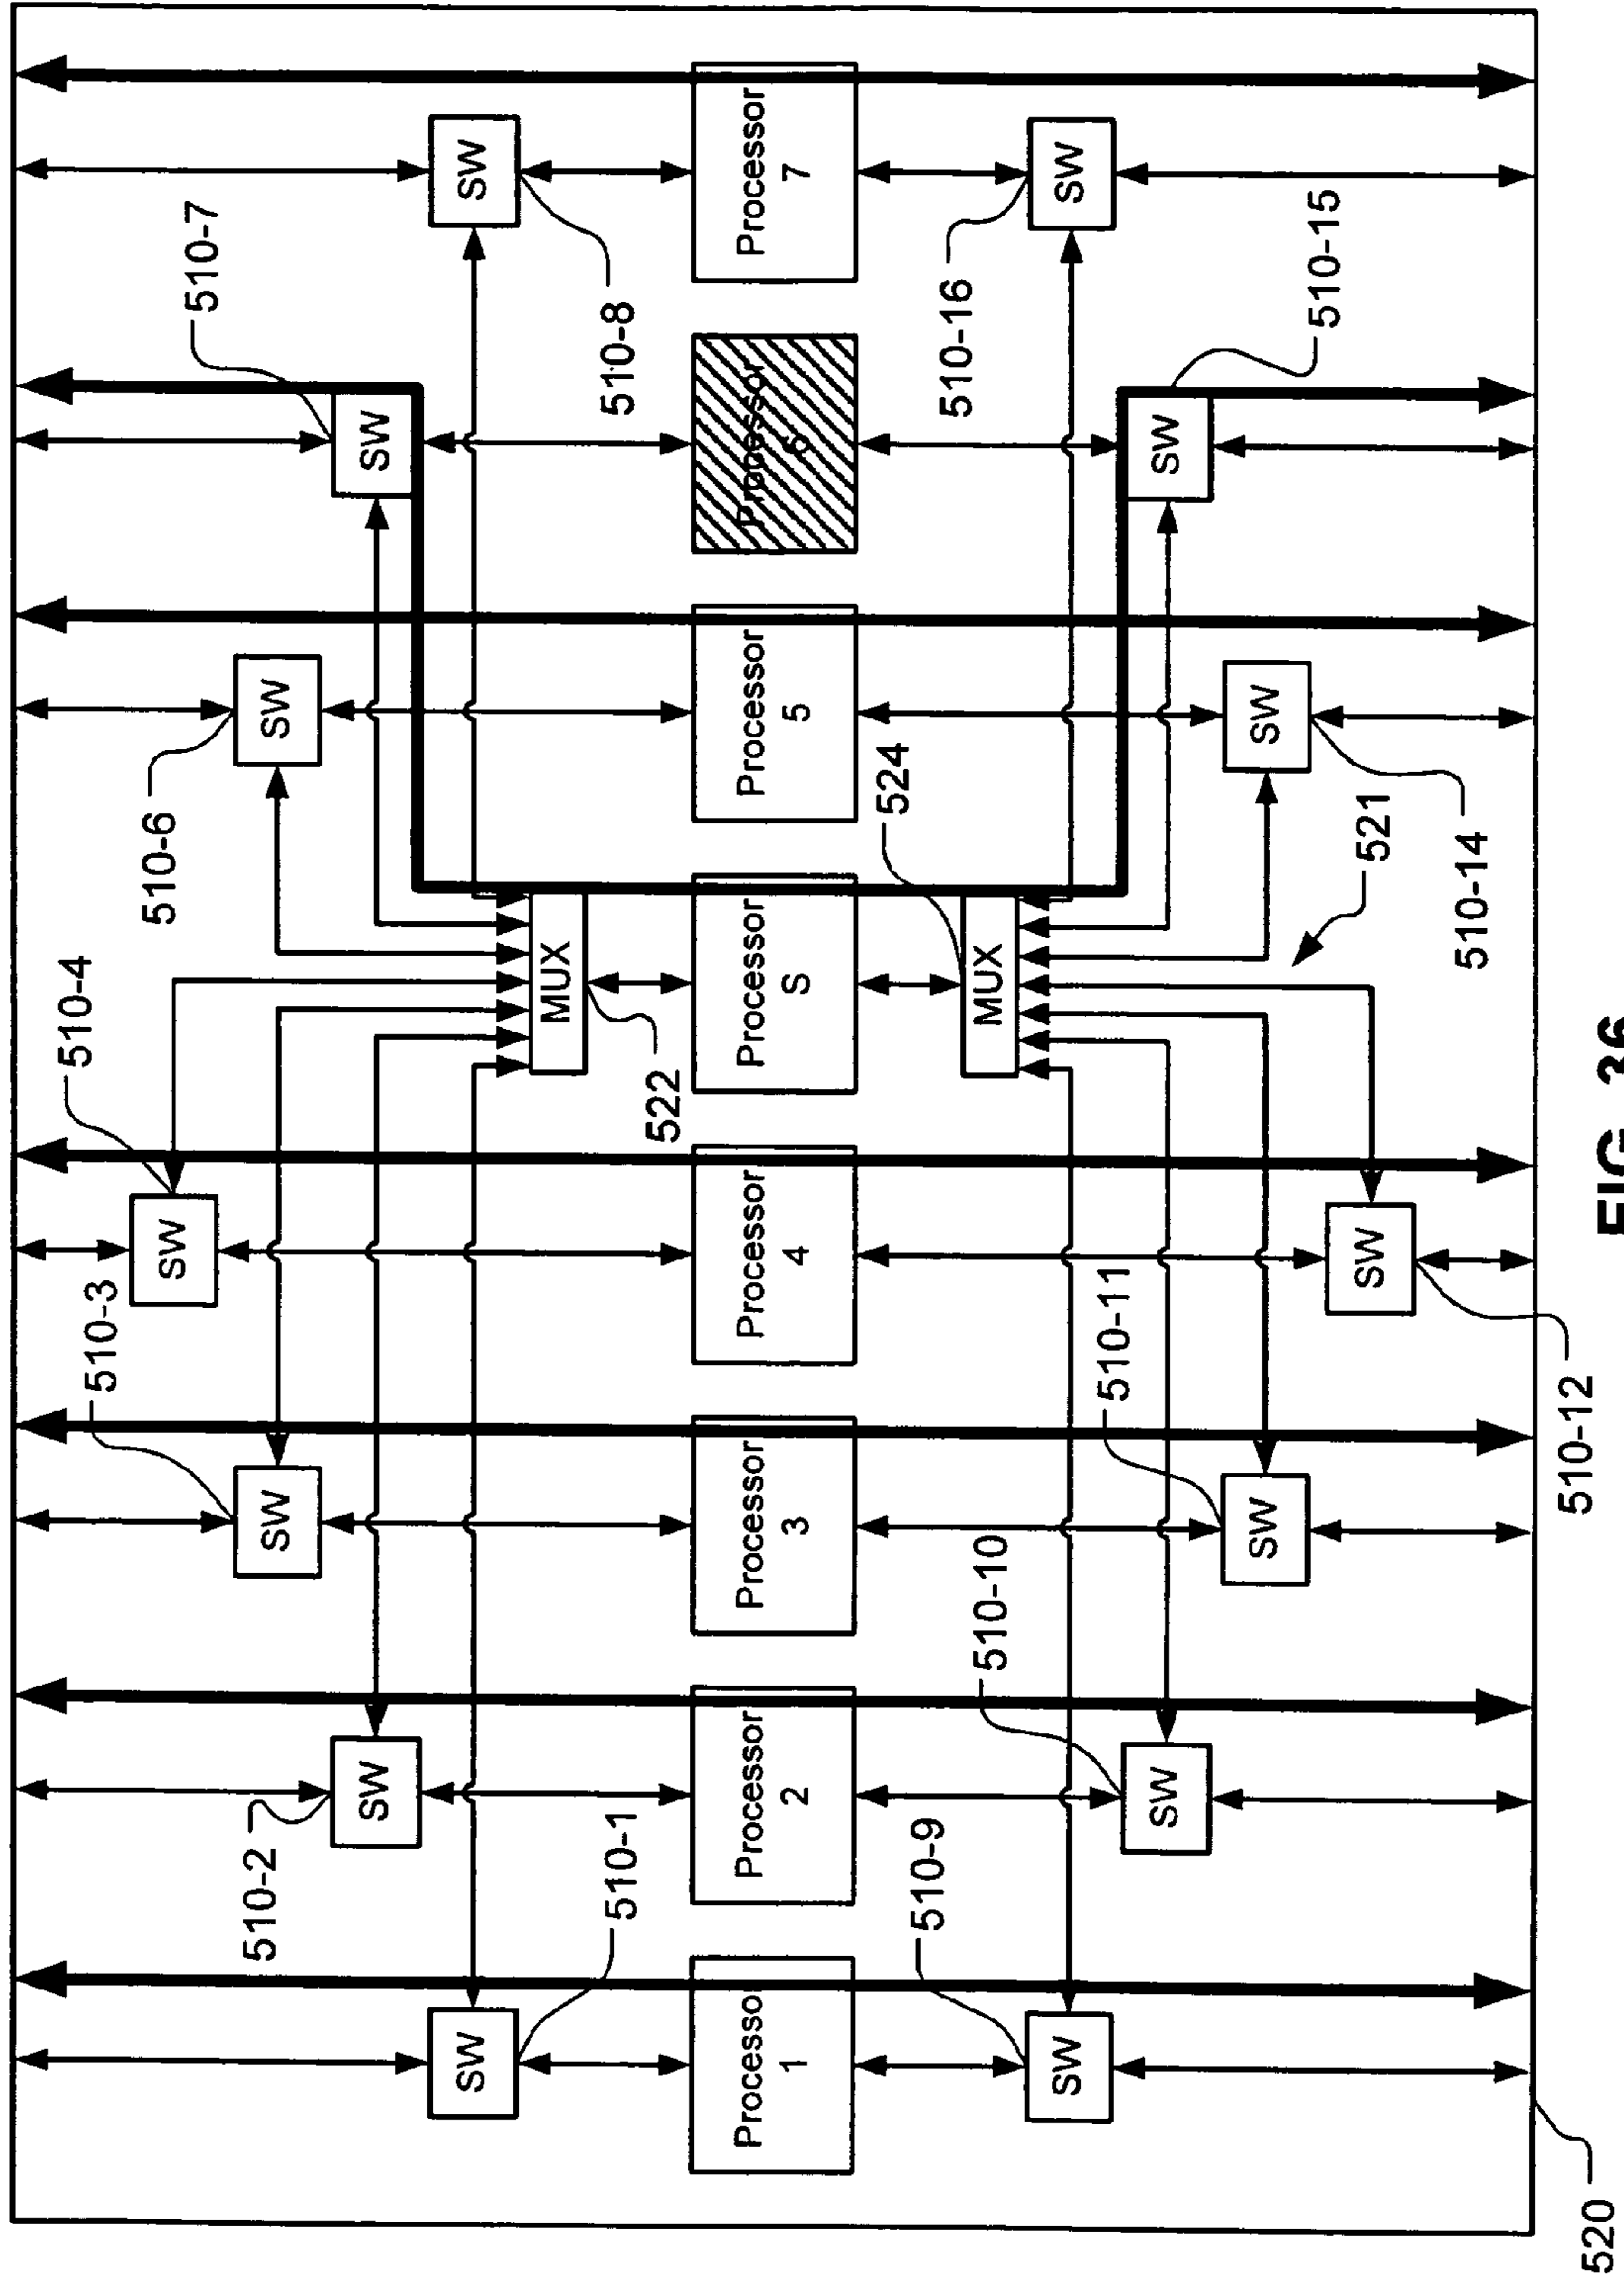 510-4
510-3
510-6
SW
510-7
510-2
SW
SW
SW
SW
SW
SW
MUX
510-1
510-8
522
Processor
1
Processor
2
Processor
3
Processor
4
Processor
S
Processor
5
Processor
6
Processor
7
524
510-9
510-16
510-10
MUX
SW
SW
510-11
SW
SW
SW
SW
510-15
SW
521
510-14
510-12
520
FIG. 36